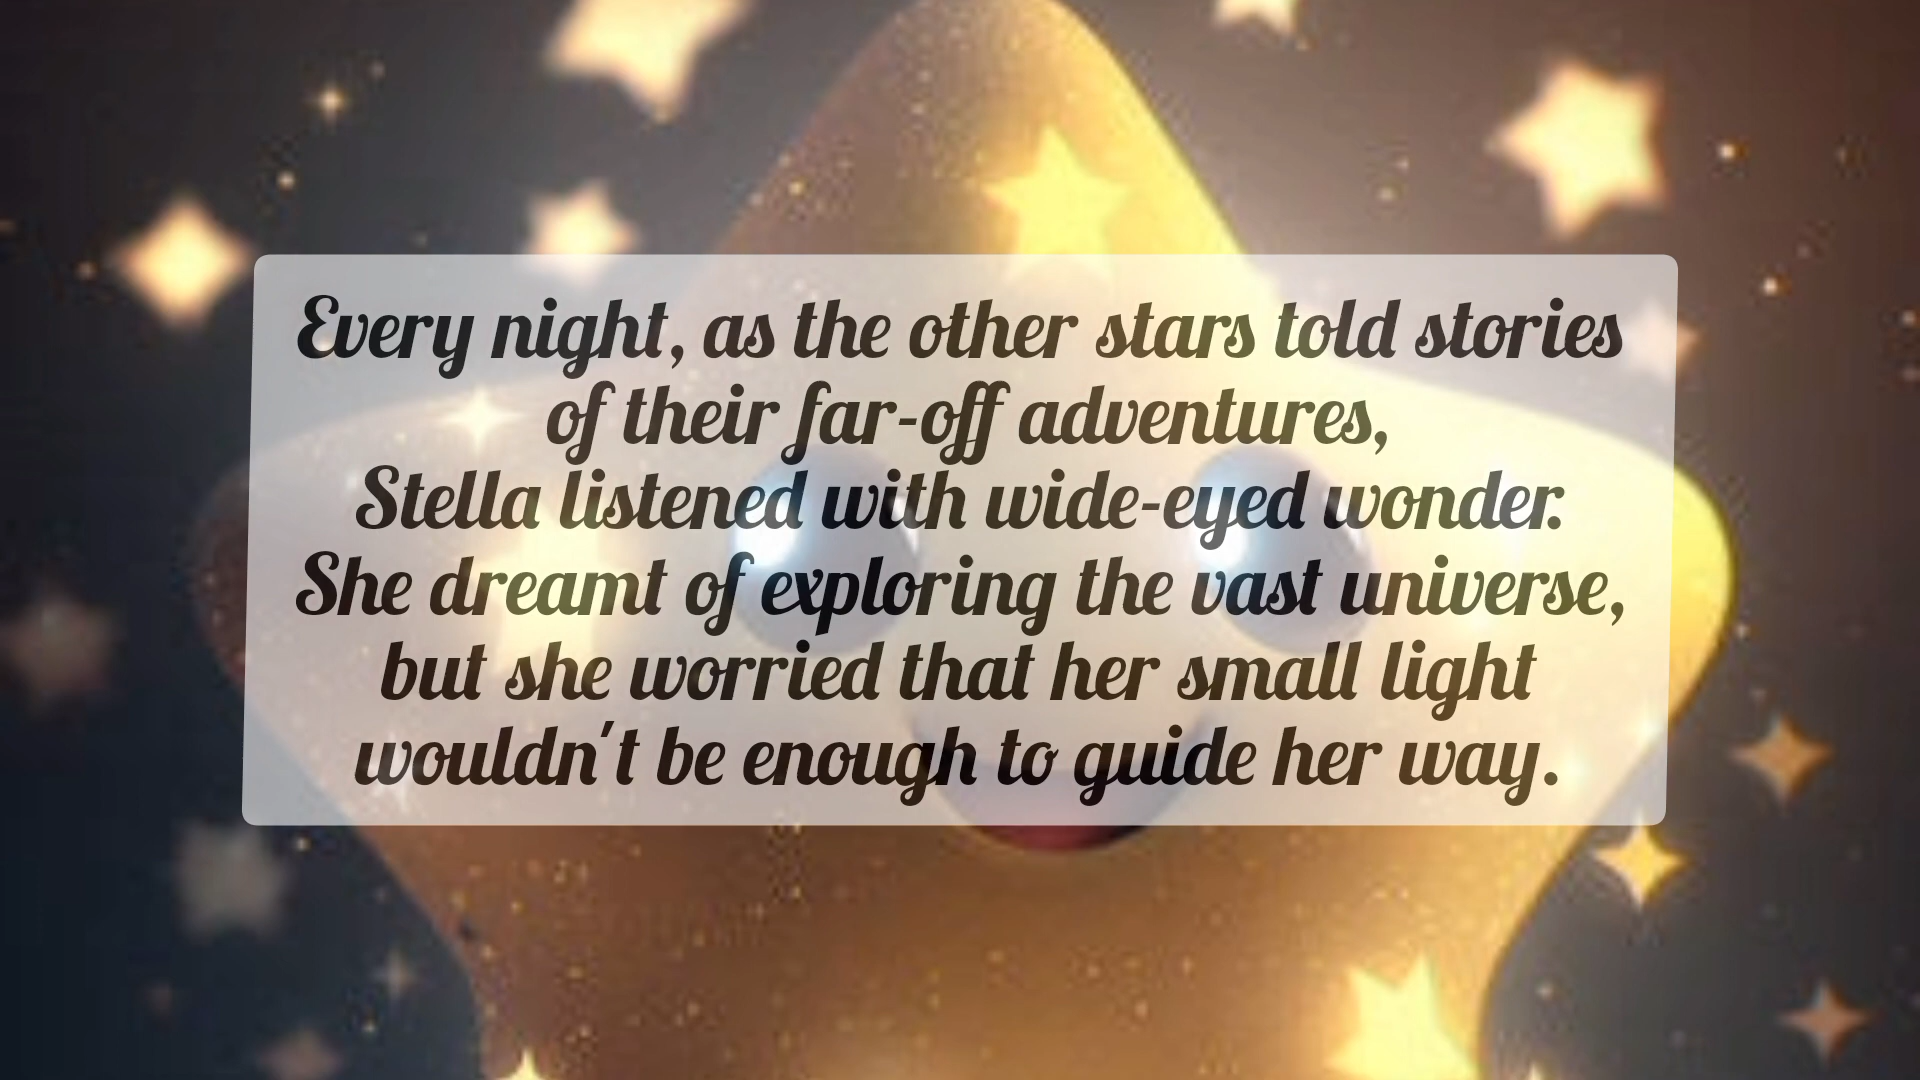 Every night, as the other stars told stories
of their far-off adventures,
Stella listened with wide-eyed wonder.
She dreamt of exploring the vast universe,
but she worried that her small light
wouldn't be enough to guide her way.